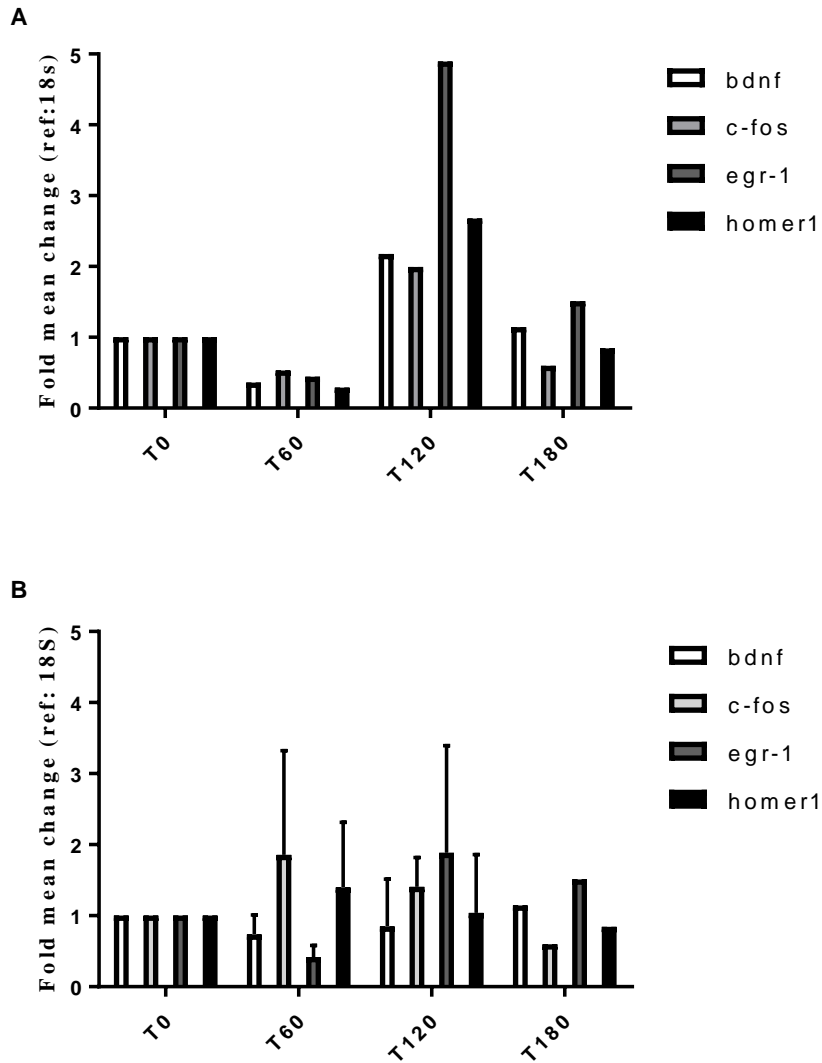 A
Fold mean change (ref:18s)
5
4
3
2
1
0
T0
T60
T120
T180
bdnf
c-fos
egr-1
homer1
B
Fold mean change (ref: 18S)
5
4
3
2
1
0
T0
T60
T120
T180
bdnf
c-fos
egr-1
homer1